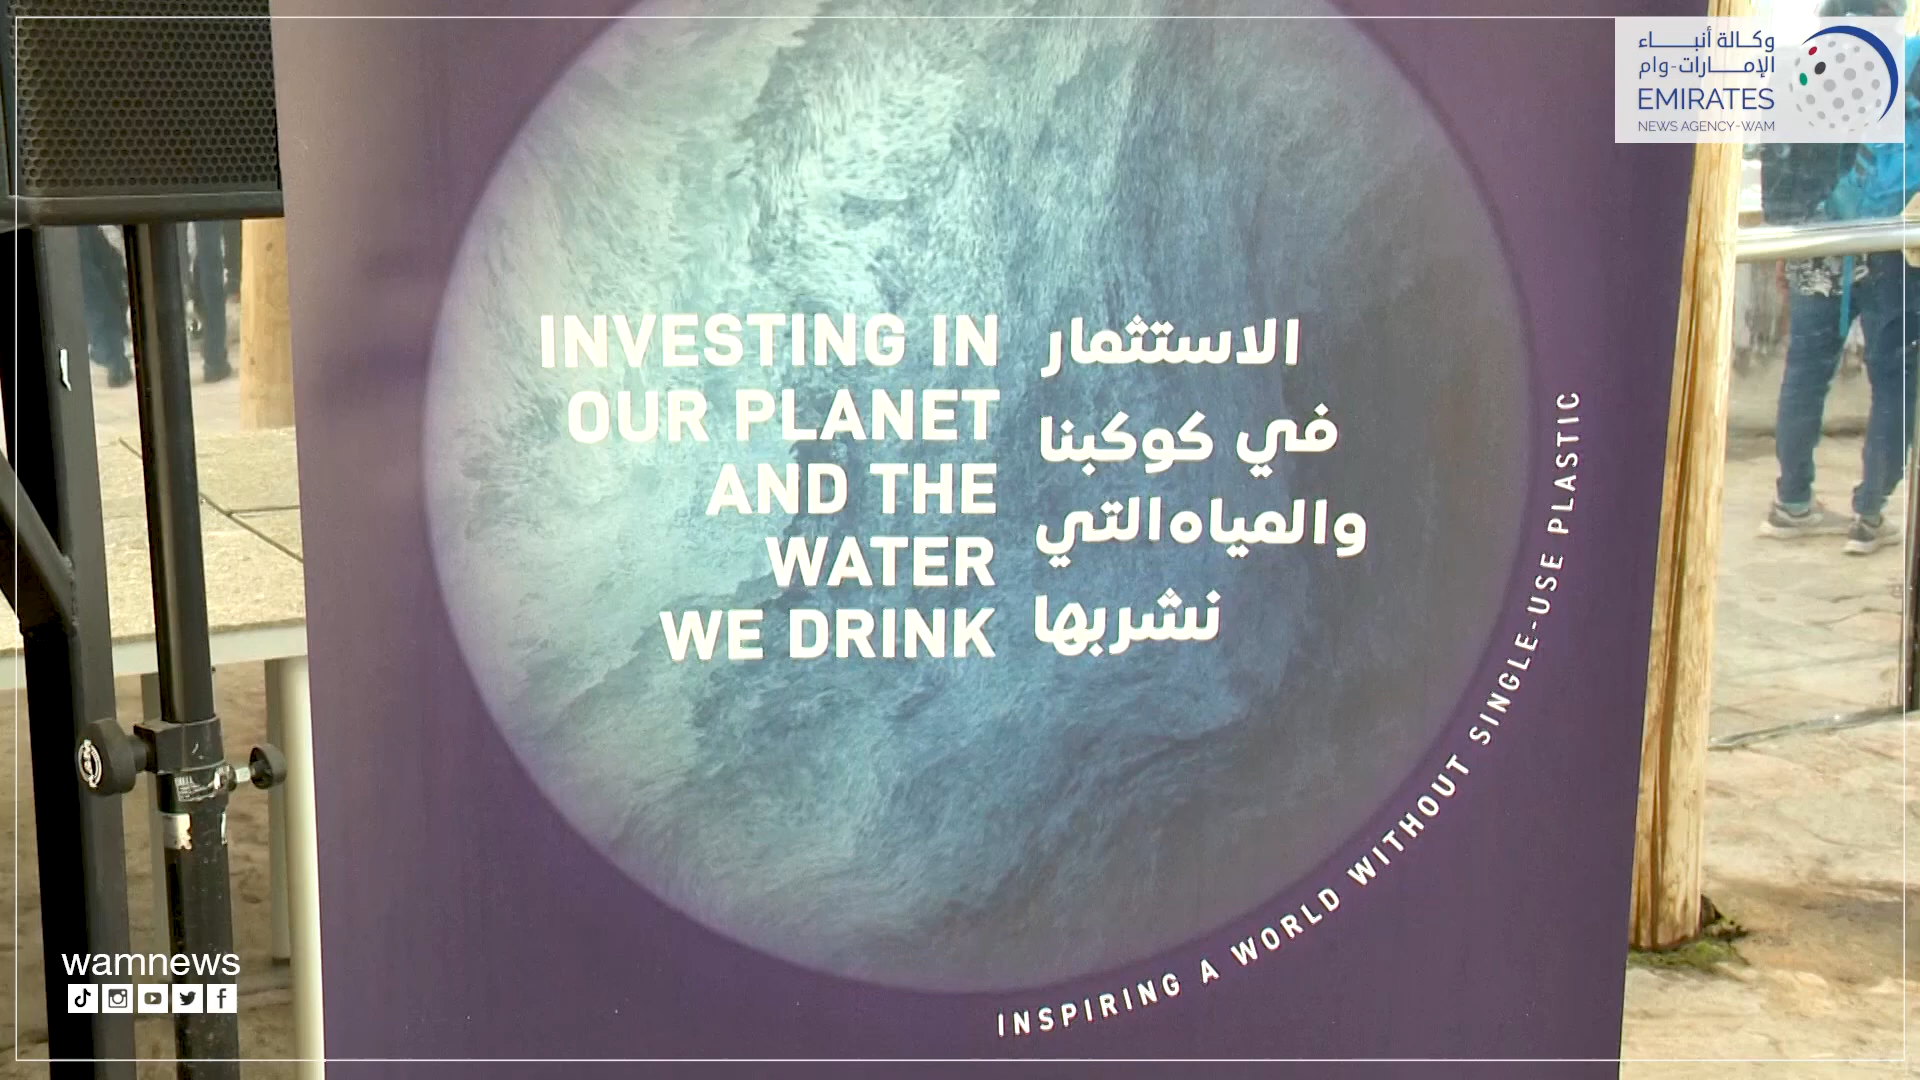 وكالة أنباء
الإمارات-وام
EMIRATES
NEWS AGENCY-WAM
INVESTING IN
OUR PLANET
AND THE
WATER
WE DRINK
الاستثمار
في كوكبنا
والمياه التي
نشربها
INSPIRING A WORLD WITHOUT SINGLE-USE PLASTIC
wamnews